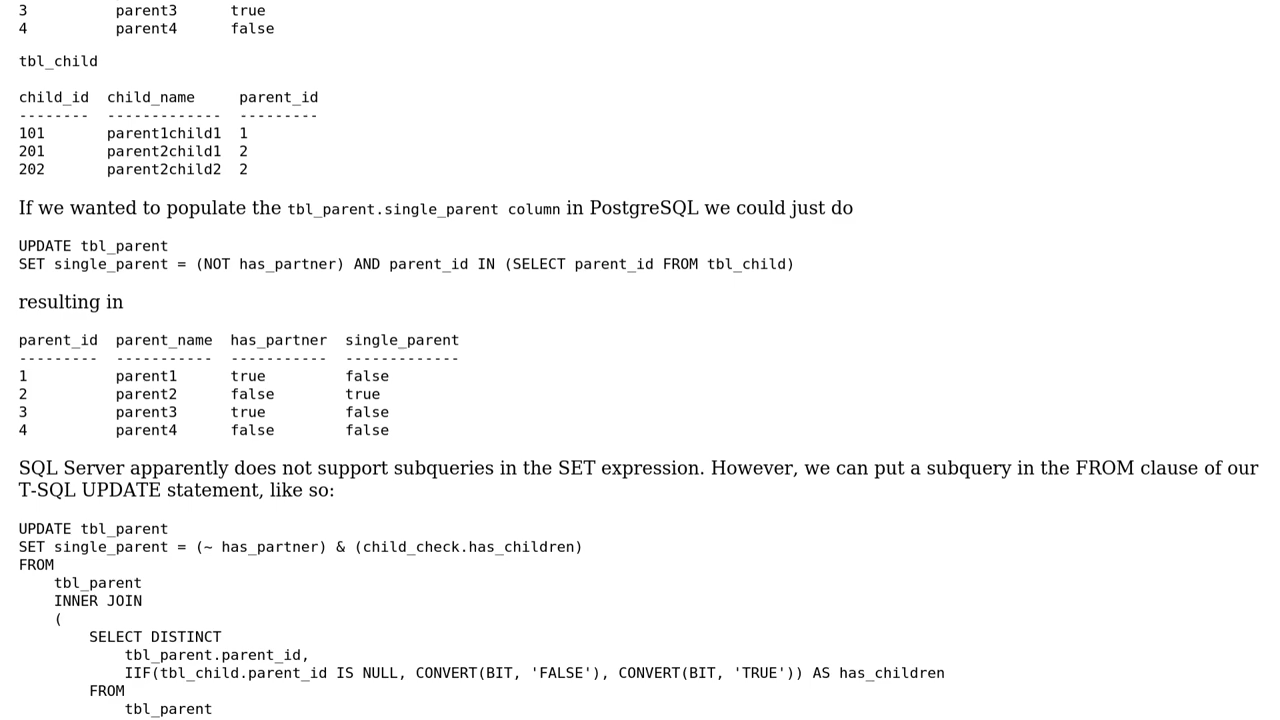 3          parent3      true
4          parent4      false
tbl_child
child_id  child_name     parent_id
--------  -------------  ---------
101       parent1child1  1
201       parent2child1  2
202       parent2child2  2
If we wanted to populate the tbl_parent.single_parent column in PostgreSQL we could just do
UPDATE tbl_parent
SET single_parent = (NOT has_partner) AND parent_id IN (SELECT parent_id FROM tbl_child)
resulting in
parent_id  parent_name  has_partner  single_parent
---------  -----------  -----------  -------------
1          parent1      true         false
2          parent2      false        true
3          parent3      true         false
4          parent4      false        false
SQL Server apparently does not support subqueries in the SET expression. However, we can put a subquery in the FROM clause of our
T-SQL UPDATE statement, like so:
UPDATE tbl_parent
SET single_parent = (~ has_partner) & (child_check.has_children)
FROM
    tbl_parent
    INNER JOIN
    (
        SELECT DISTINCT
            tbl_parent.parent_id,
            IIF(tbl_child.parent_id IS NULL, CONVERT(BIT, 'FALSE'), CONVERT(BIT, 'TRUE')) AS has_children
        FROM
            tbl_parent